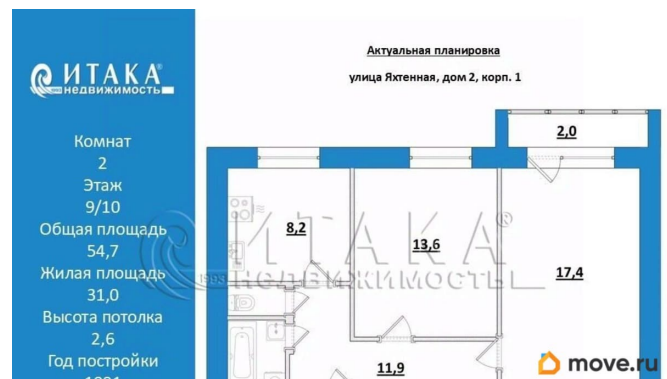 ИТАКА
НЕДВИЖИМОСТЬ
Комнат
2
Этаж
9/10
Общая площадь
54,7
Жилая площадь
31,0
Высота потолка
2,6
Год постройки
Актуальная планировка
улица Яхтенная, дом 2, корп. 1
2,0
8,2
13,6
17,4
11,9
ИТАКА
1993 НЕДВИЖИМОСТЬ
move.ru